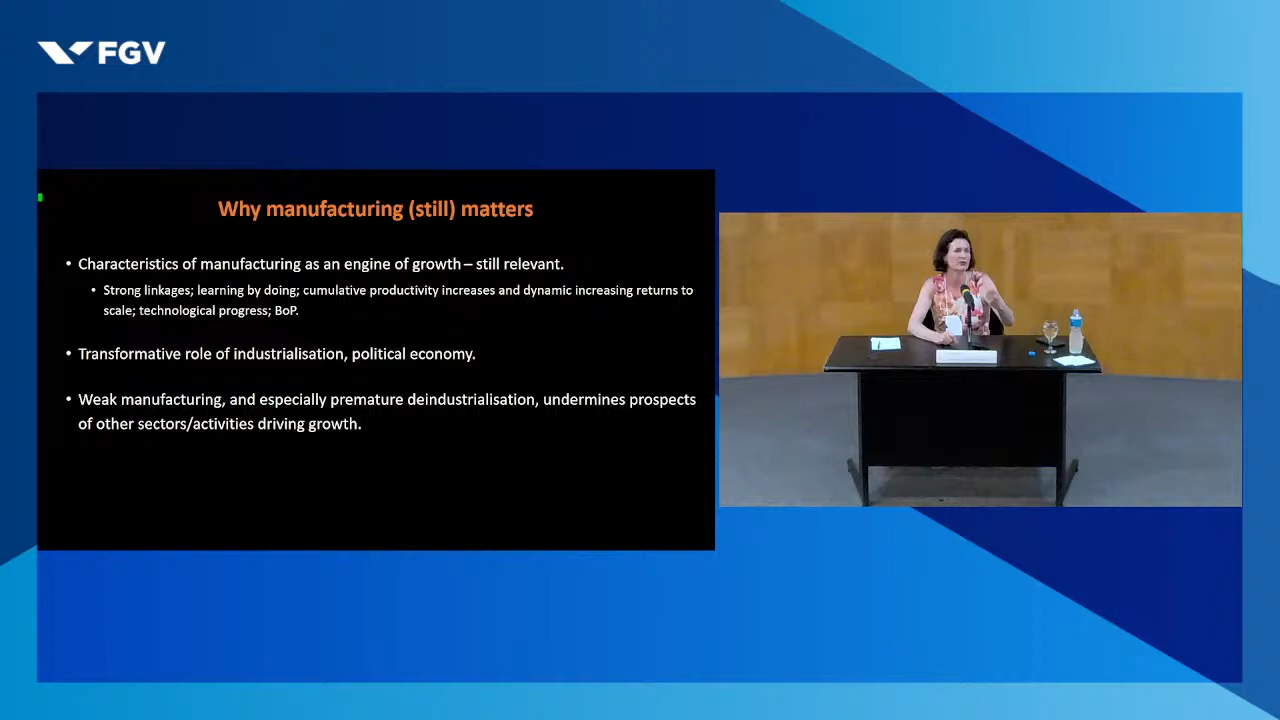 FGV
Why manufacturing (still) matters
• Characteristics of manufacturing as an engine of growth – still relevant.
• Strong linkages; learning by doing; cumulative productivity increases and dynamic increasing returns to
scale; technological progress; BoP.
• Transformative role of industrialisation, political economy.
• Weak manufacturing, and especially premature deindustrialisation, undermines prospects
of other sectors/activities driving growth.